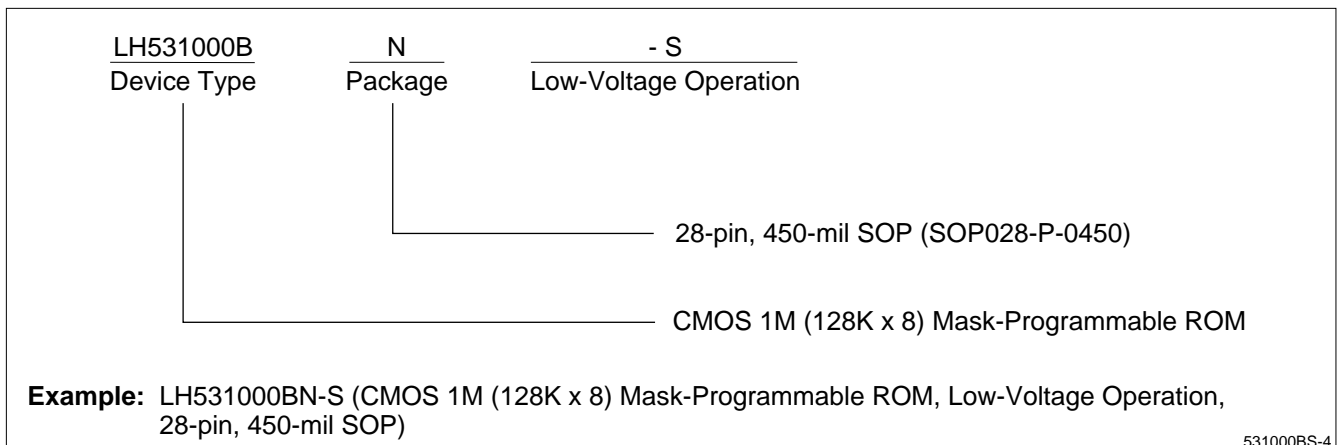 LH531000B N - S
Device Type Package Low-Voltage Operation
28-pin, 450-mil SOP (SOP028-P-0450)
CMOS 1M (128K x 8) Mask-Programmable ROM
Example: LH531000BN-S (CMOS 1M (128K x 8) Mask-Programmable ROM, Low-Voltage Operation,
28-pin, 450-mil SOP)
531000BS-4